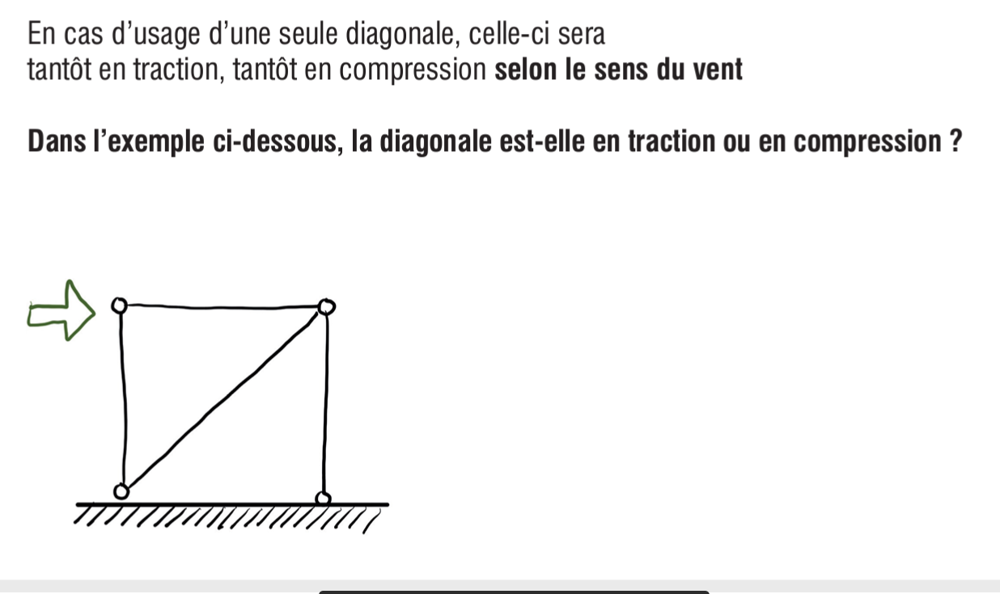 En cas d’usage d’une seule diagonale, celle-ci sera
tantôt en traction, tantôt en compression selon le sens du vent
Dans l’exemple ci-dessous, la diagonale est-elle en traction ou en compression ?